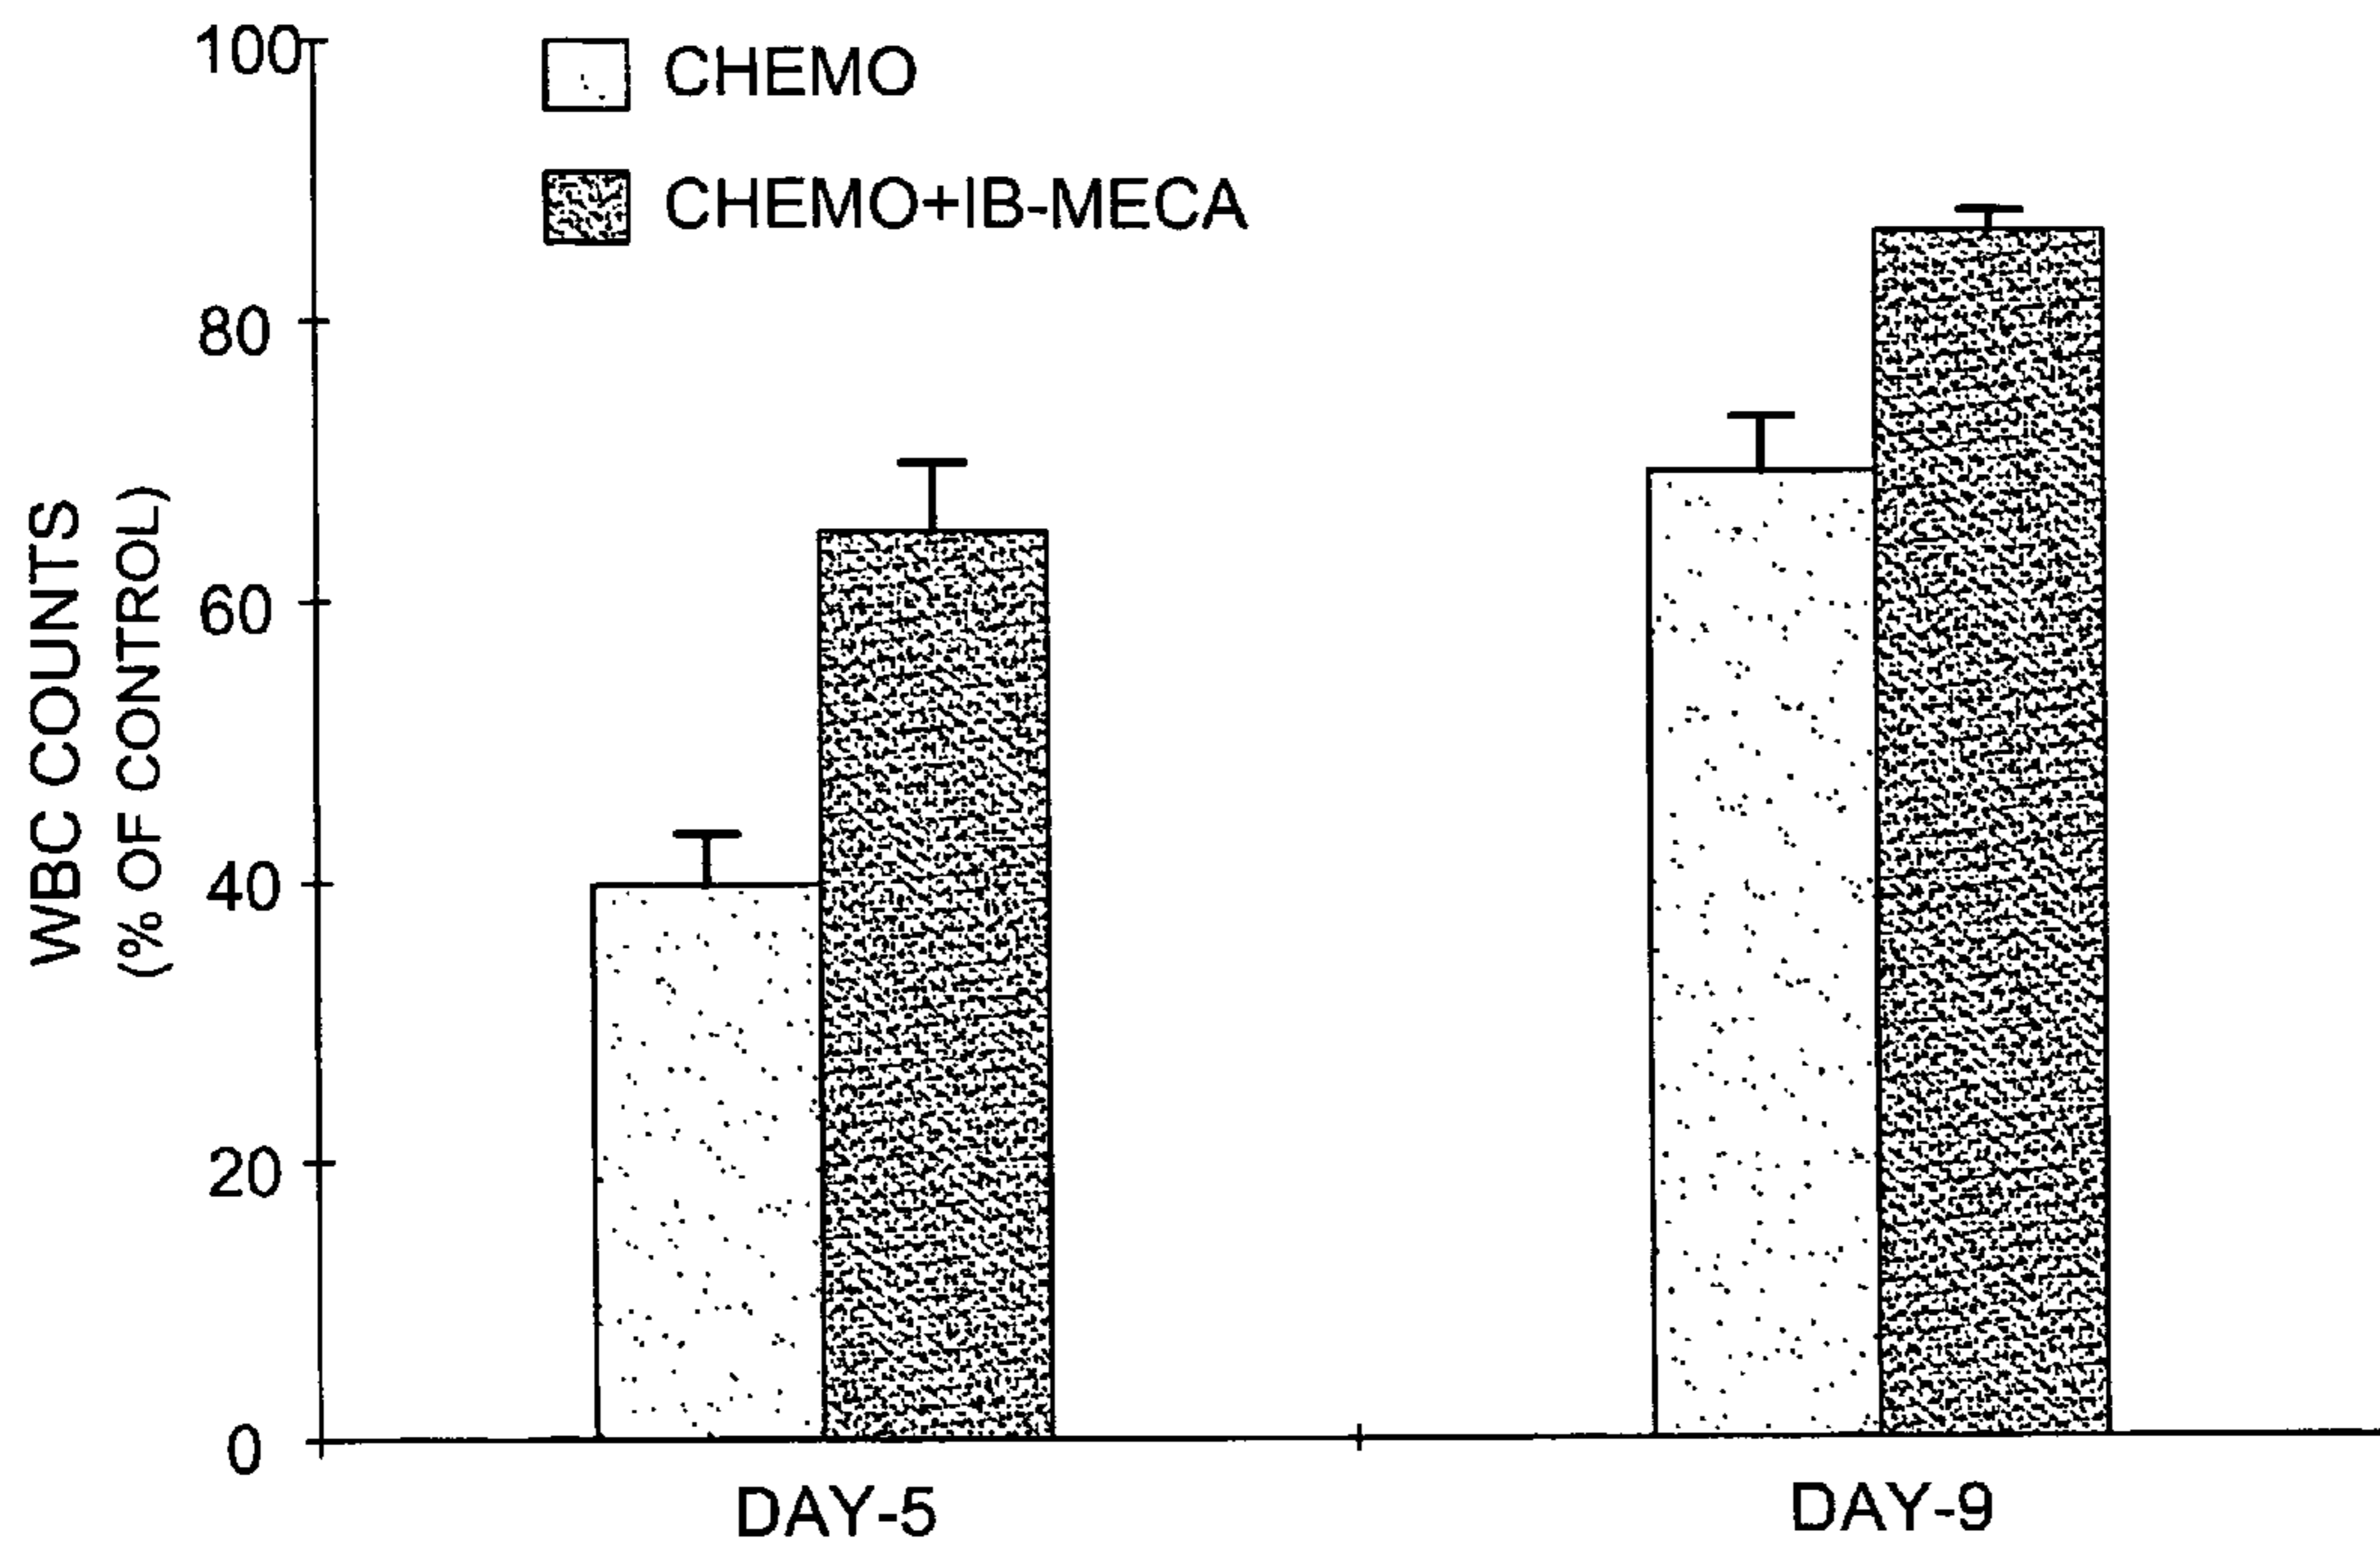 100
80
60
40
20
0
WBC COUNTS
(% OF CONTROL)
CHEMO
CHEMO+IB-MECA
DAY-5
DAY-9